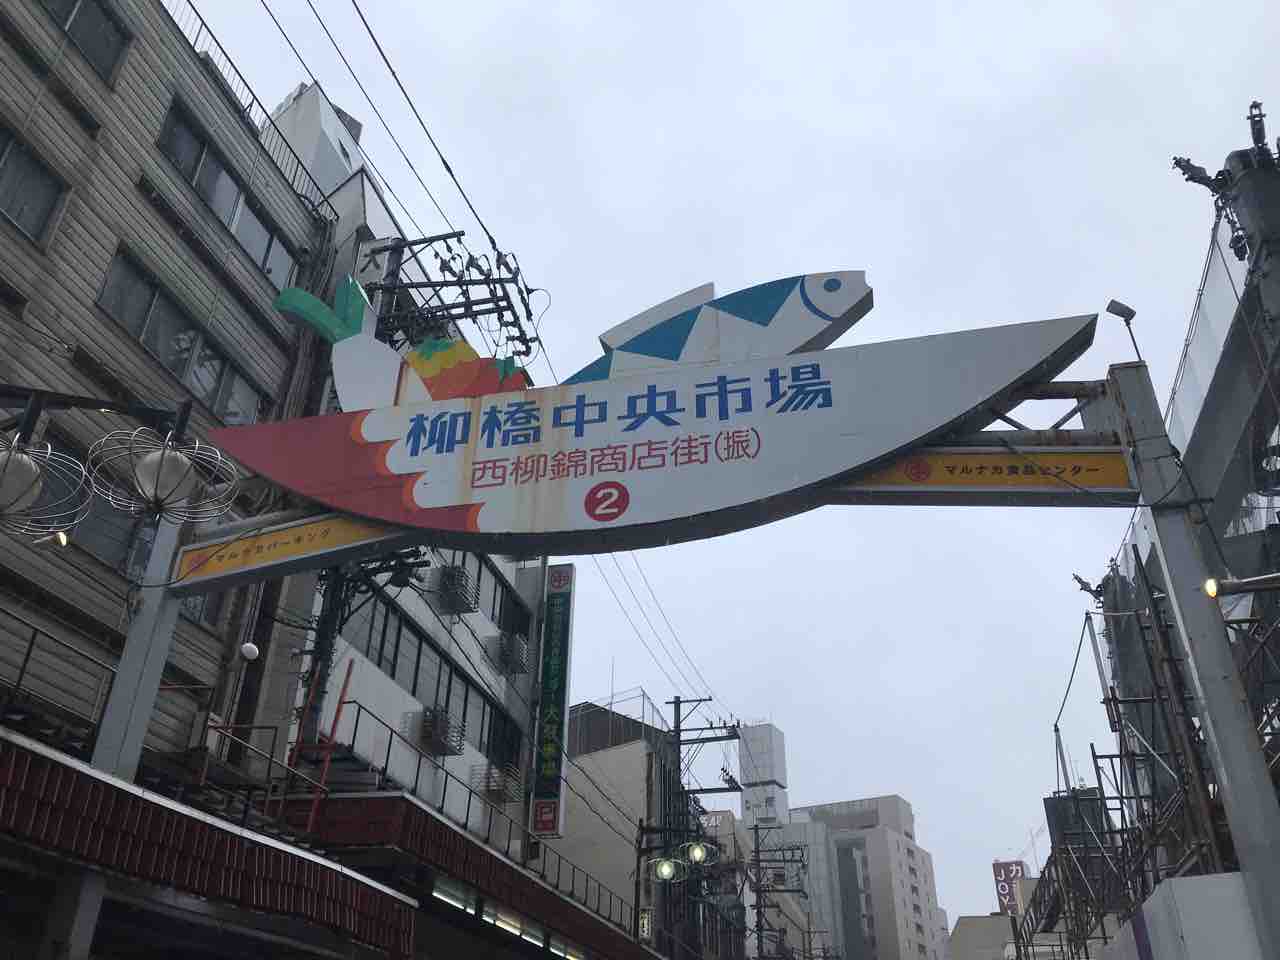 柳橋中央市場
西柳錦商店街(振)
2
マルナカ食品センター
マルナカパーキング
カ
JOY